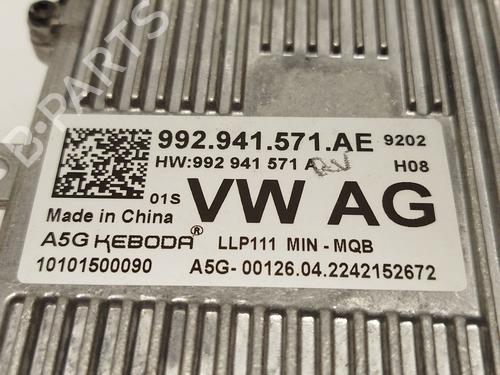 B-PARTS
992.941.571.AE 9202
HW:992 941 571 A H08
01S VW AG
Made in China
A5G KEBODA® LLP111 MIN - MQB
10101500090 A5G- 00126.04.2242152672